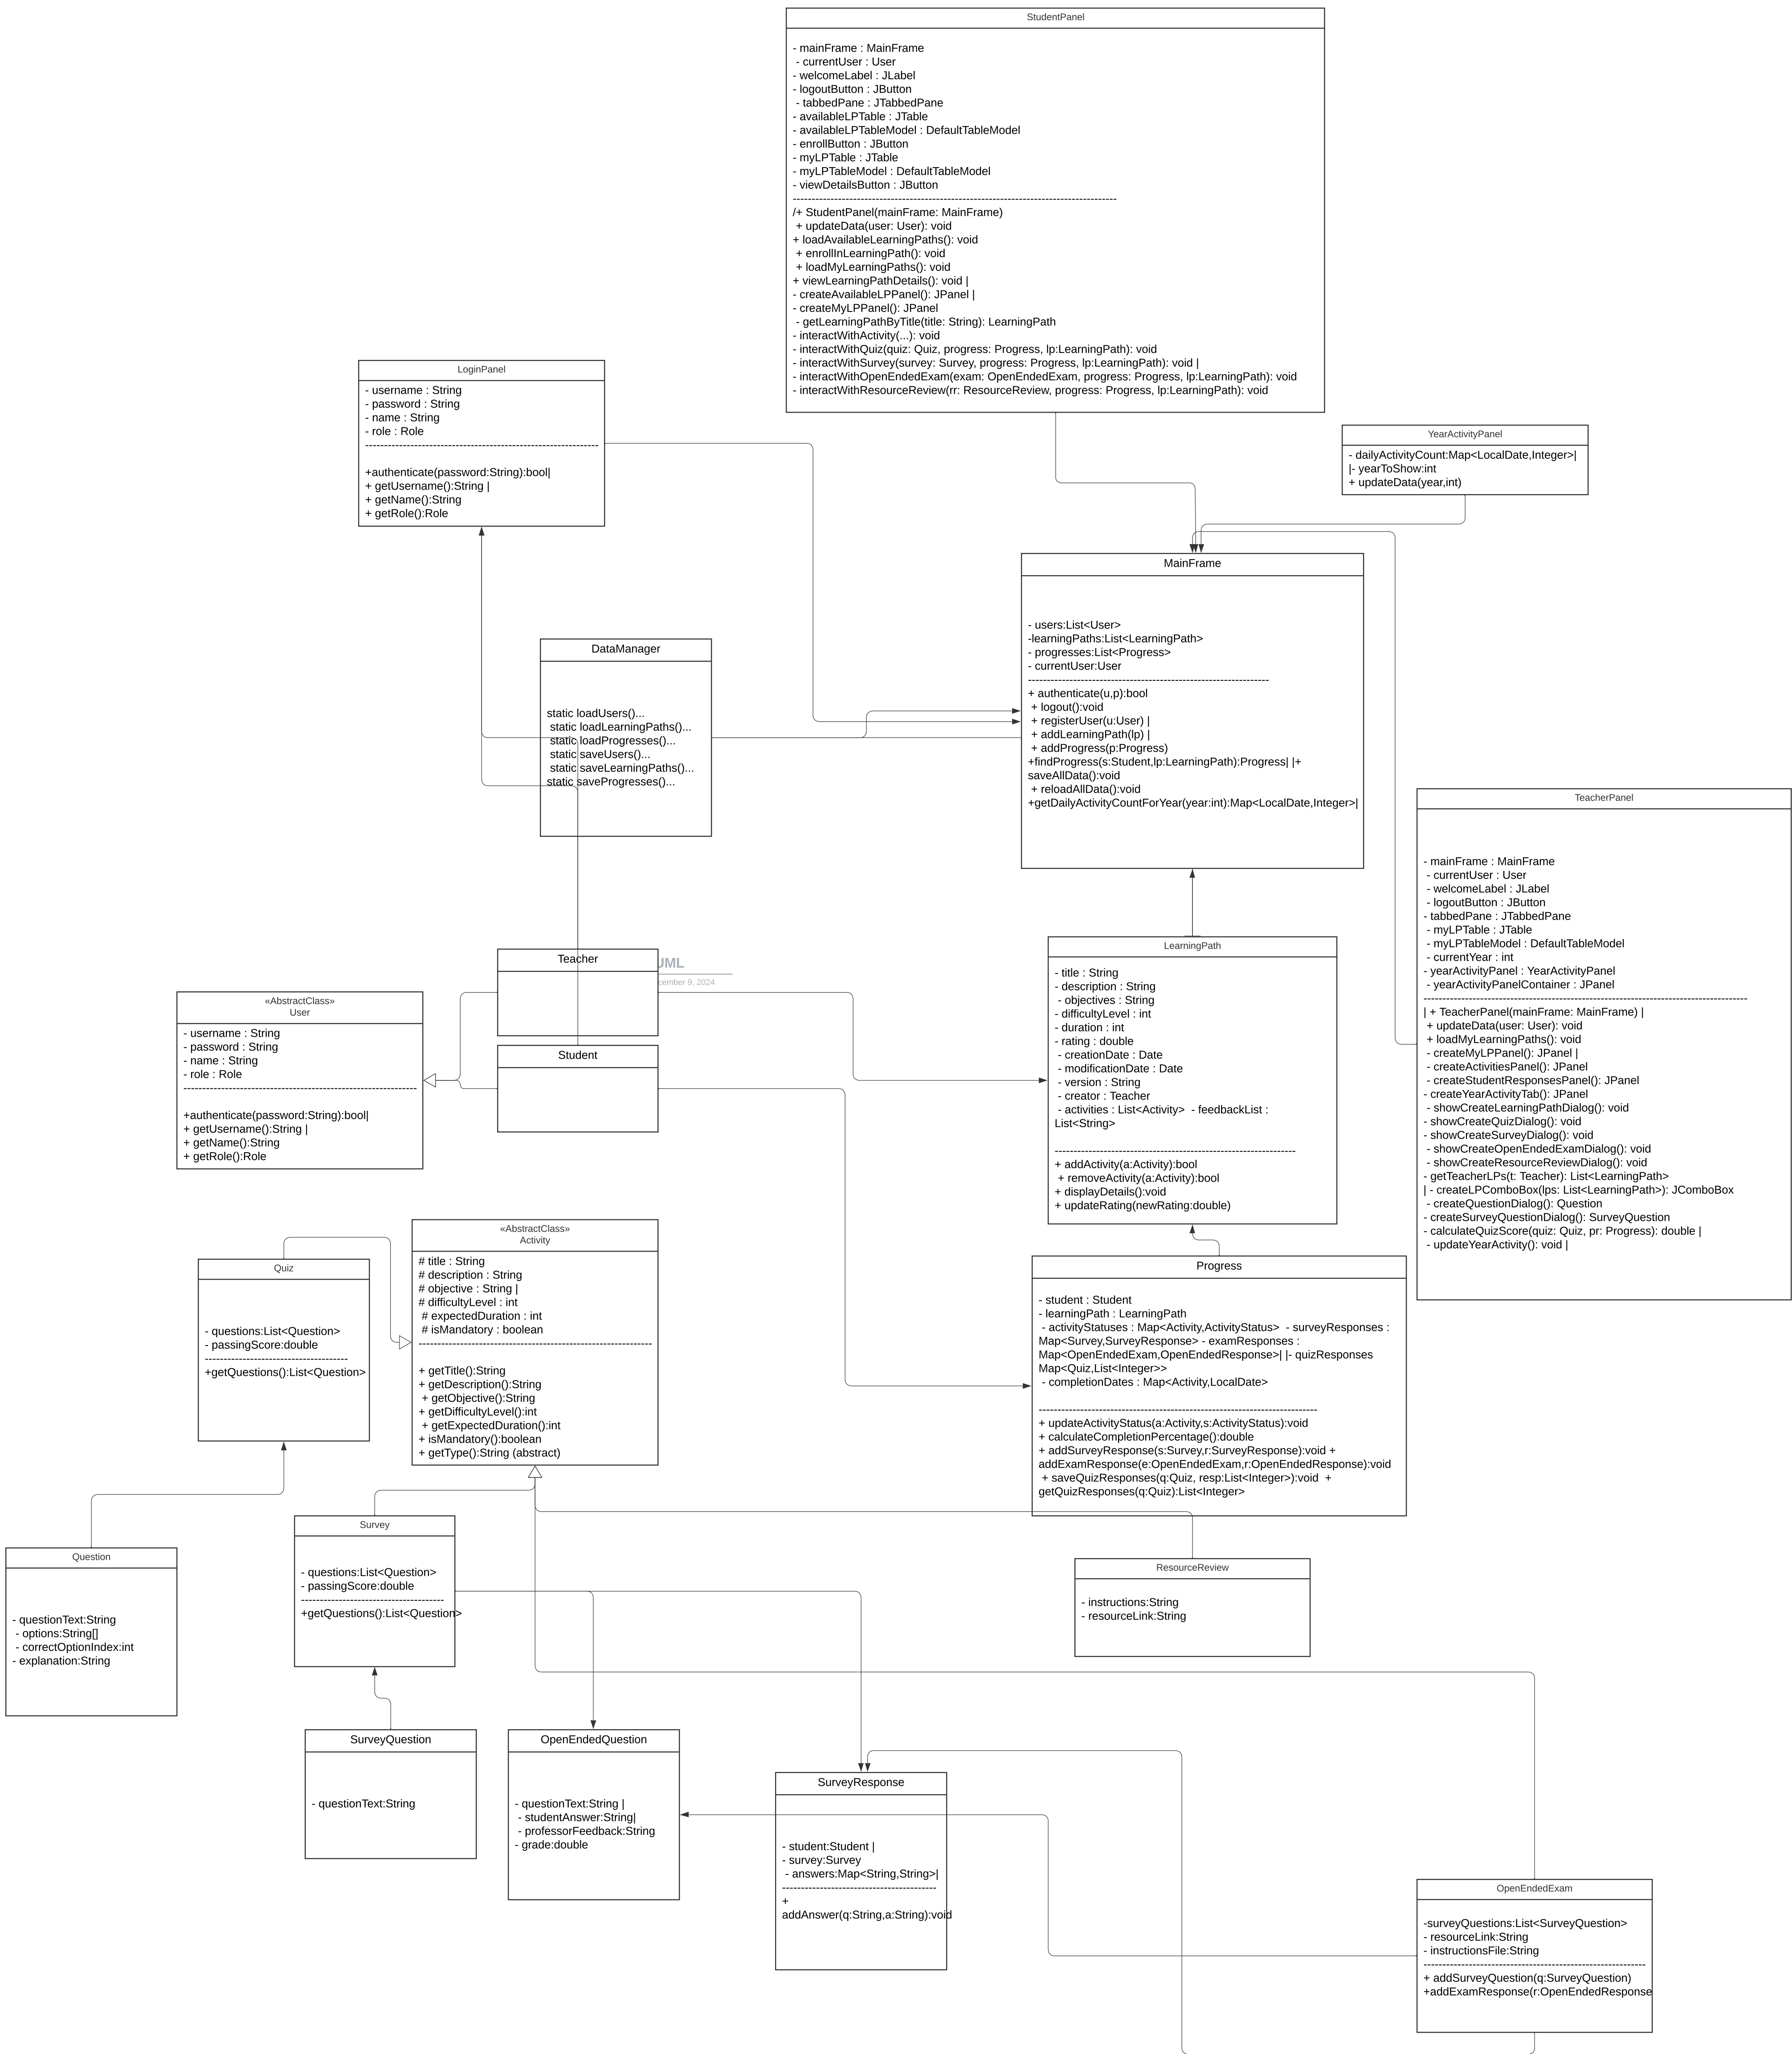 StudentPanel
- mainFrame : MainFrame
- currentUser : User
- welcomeLabel : JLabel
- logoutButton : JButton
- tabbedPane : JTabbedPane
- availableLPTable : JTable
- availableLPTableModel : DefaultTableModel
- enrollButton : JButton
- myLPTable : JTable
- myLPTableModel : DefaultTableModel
- viewDetailsButton : JButton
--------------------------------------------------------------------------------------
/+ StudentPanel(mainFrame: MainFrame)
+ updateData(user: User): void
+ loadAvailableLearningPaths(): void
+ enrollInLearningPath(): void
+ loadMyLearningPaths(): void
+ viewLearningPathDetails(): void |
- createAvailableLPPanel(): JPanel |
- createMyLPPanel(): JPanel
- getLearningPathByTitle(title: String): LearningPath
- interactWithActivity(...): void
- interactWithQuiz(quiz: Quiz, progress: Progress, lp:LearningPath): void
- interactWithSurvey(survey: Survey, progress: Progress, lp:LearningPath): void |
- interactWithOpenEndedExam(exam: OpenEndedExam, progress: Progress, lp:LearningPath): void
- interactWithResourceReview(rr: ResourceReview, progress: Progress, lp:LearningPath): void
LoginPanel
- username : String
- password : String
- name : String
- role : Role
--------------------------------------------------------------
+authenticate(password:String):bool|
+ getUsername():String |
+ getName():String
+ getRole():Role
YearActivityPanel
- dailyActivityCount:Map<LocalDate,Integer>|
|- yearToShow:int
+ updateData(year,int)
MainFrame
- users:List<User>
-learningPaths:List<LearningPath>
- progresses:List<Progress>
- currentUser:User
----------------------------------------------------------------
+ authenticate(u,p):bool
+ logout():void
+ registerUser(u:User) |
+ addLearningPath(lp) |
+ addProgress(p:Progress)
+findProgress(s:Student,lp:LearningPath):Progress| |+
saveAllData():void
+ reloadAllData():void
+getDailyActivityCountForYear(year:int):Map<LocalDate,Integer>|
DataManager
static loadUsers()...
static loadLearningPaths()...
static loadProgresses()...
static saveUsers()...
static saveLearningPaths()...
static saveProgresses()...
TeacherPanel
- mainFrame : MainFrame
- currentUser : User
- welcomeLabel : JLabel
- logoutButton : JButton
- tabbedPane : JTabbedPane
- myLPTable : JTable
- myLPTableModel : DefaultTableModel
- currentYear : int
- yearActivityPanel : YearActivityPanel
- yearActivityPanelContainer : JPanel
--------------------------------------------------------------------------------------
| + TeacherPanel(mainFrame: MainFrame) |
+ updateData(user: User): void
+ loadMyLearningPaths(): void
- createMyLPPanel(): JPanel |
- createActivitiesPanel(): JPanel
- createStudentResponsesPanel(): JPanel
- createYearActivityTab(): JPanel
- showCreateLearningPathDialog(): void
- showCreateQuizDialog(): void
- showCreateSurveyDialog(): void
- showCreateOpenEndedExamDialog(): void
- showCreateResourceReviewDialog(): void
- getTeacherLPs(t: Teacher): List<LearningPath>
| - createLPComboBox(lps: List<LearningPath>): JComboBox
- createQuestionDialog(): Question
- createSurveyQuestionDialog(): SurveyQuestion
- calculateQuizScore(quiz: Quiz, pr: Progress): double |
- updateYearActivity(): void |
Teacher
UML
cember 9, 2024
Student
«AbstractClass»
User
- username : String
- password : String
- name : String
- role : Role
--------------------------------------------------------------
+authenticate(password:String):bool|
+ getUsername():String |
+ getName():String
+ getRole():Role
LearningPath
- title : String
- description : String
- objectives : String
- difficultyLevel : int
- duration : int
- rating : double
- creationDate : Date
- modificationDate : Date
- version : String
- creator : Teacher
- activities : List<Activity>  - feedbackList :
List<String>
----------------------------------------------------------------
+ addActivity(a:Activity):bool
+ removeActivity(a:Activity):bool
+ displayDetails():void
+ updateRating(newRating:double)
«AbstractClass»
Activity
# title : String
# description : String
# objective : String |
# difficultyLevel : int
# expectedDuration : int
# isMandatory : boolean
--------------------------------------------------------------
+ getTitle():String
+ getDescription():String
+ getObjective():String
+ getDifficultyLevel():int
+ getExpectedDuration():int
+ isMandatory():boolean
+ getType():String (abstract)
Quiz
- questions:List<Question>
- passingScore:double
--------------------------------------
+getQuestions():List<Question>
Progress
- student : Student
- learningPath : LearningPath
- activityStatuses : Map<Activity,ActivityStatus>  - surveyResponses :
Map<Survey,SurveyResponse> - examResponses :
Map<OpenEndedExam,OpenEndedResponse>| |- quizResponses
Map<Quiz,List<Integer>>
- completionDates : Map<Activity,LocalDate>
--------------------------------------------------------------------------
+ updateActivityStatus(a:Activity,s:ActivityStatus):void
+ calculateCompletionPercentage():double
+ addSurveyResponse(s:Survey,r:SurveyResponse):void +
addExamResponse(e:OpenEndedExam,r:OpenEndedResponse):void
+ saveQuizResponses(q:Quiz, resp:List<Integer>):void  +
getQuizResponses(q:Quiz):List<Integer>
Survey
- questions:List<Question>
- passingScore:double
--------------------------------------
+getQuestions():List<Question>
Question
- questionText:String
- options:String[]
- correctOptionIndex:int
- explanation:String
ResourceReview
- instructions:String
- resourceLink:String
SurveyQuestion
- questionText:String
OpenEndedQuestion
- questionText:String |
- studentAnswer:String|
- professorFeedback:String
- grade:double
SurveyResponse
- student:Student |
- survey:Survey
- answers:Map<String,String>|
-----------------------------------------
+
addAnswer(q:String,a:String):void
OpenEndedExam
-surveyQuestions:List<SurveyQuestion>
- resourceLink:String
- instructionsFile:String
-----------------------------------------------------------
+ addSurveyQuestion(q:SurveyQuestion)
+addExamResponse(r:OpenEndedResponse